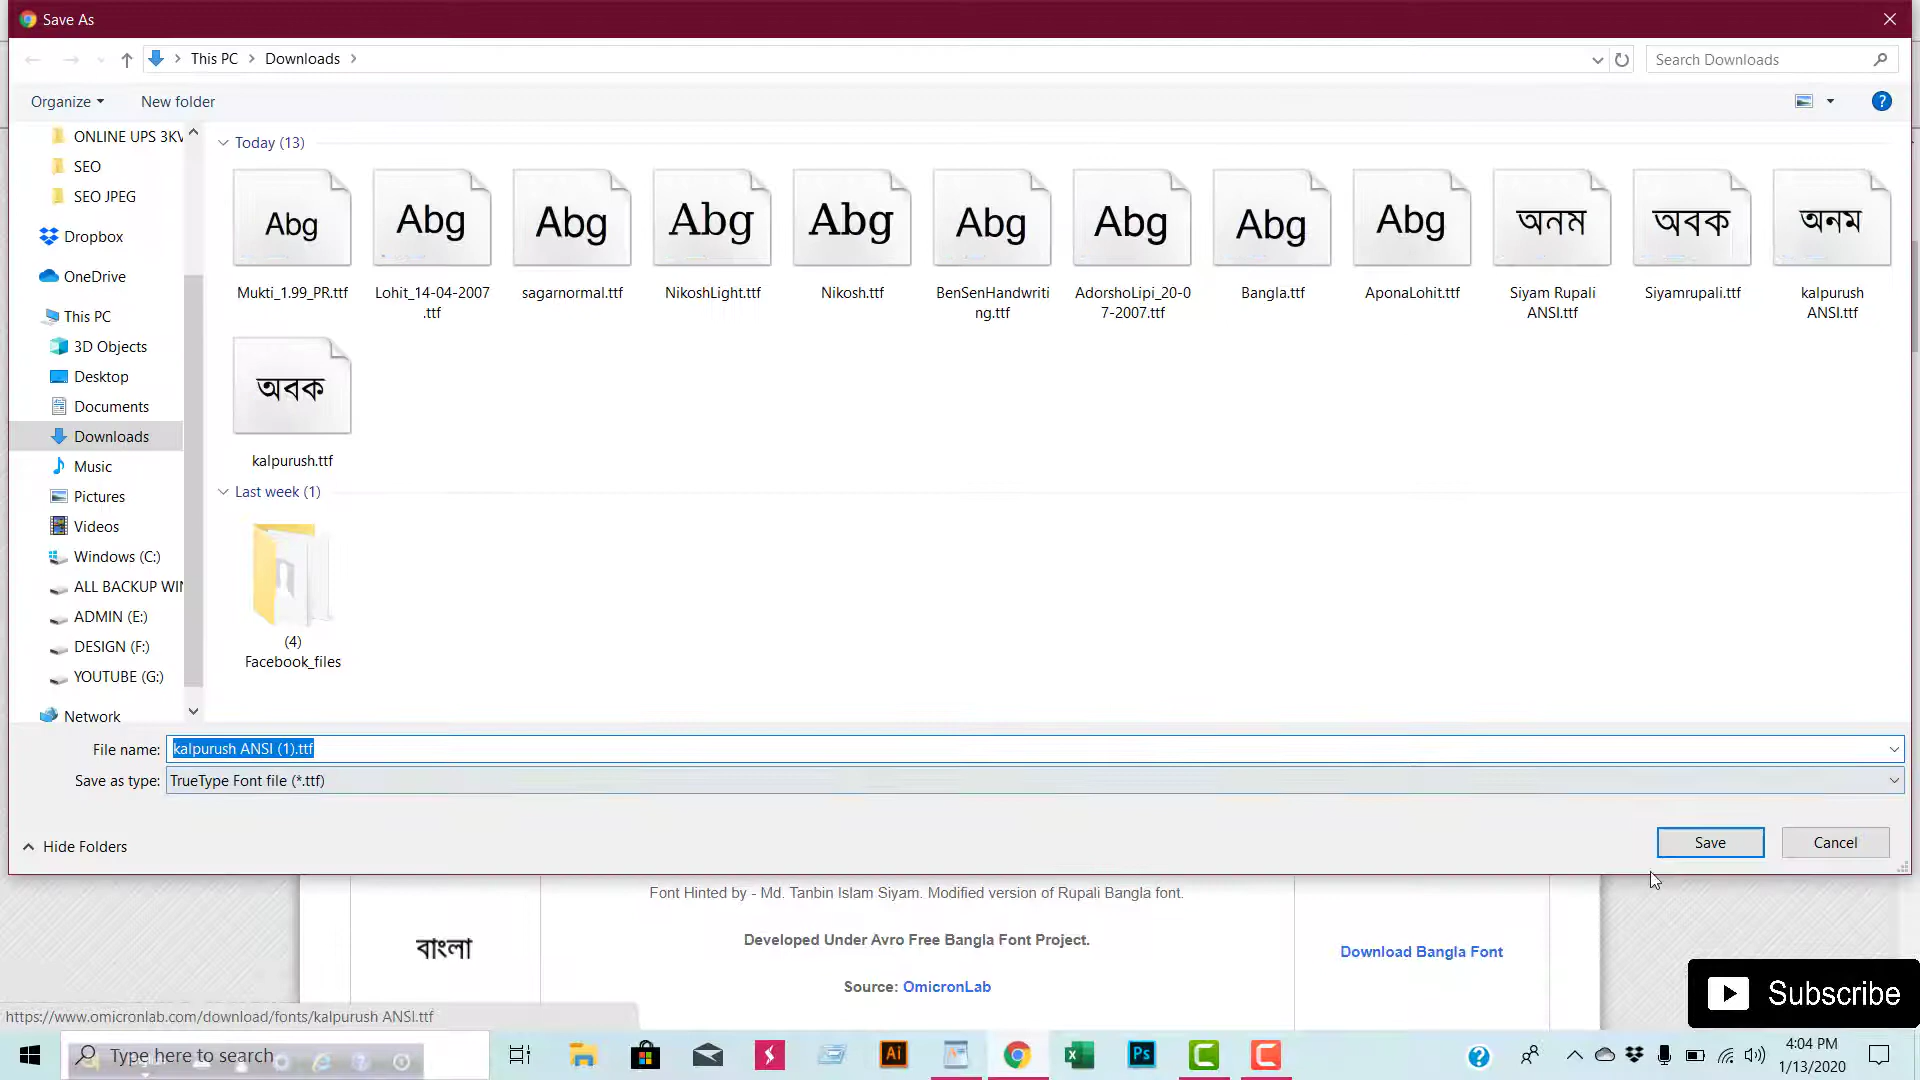 Save As
This PC > Downloads >
Search Downloads
Organize
New folder
ONLINE UPS 3KV
SEO
SEO JPEG
Dropbox
OneDrive
This PC
3D Objects
Desktop
Documents
Downloads
Music
Pictures
Videos
Windows (C:)
ALL BACKUP WIN
ADMIN (E:)
DESIGN (F:)
YOUTUBE (G:)
Network
Today (13)
Abg Abg Abg Abg Abg Abg Abg Abg Abg অনম অবক অনম
Mukti_1.99_PR.ttf
Lohit_14-04-2007
.ttf
sagarnormal.ttf
NikoshLight.ttf
Nikosh.ttf
BenSenHandwriti
ng.ttf
AdorshoLipi_20-0
7-2007.ttf
Bangla.ttf
AponaLohit.ttf
Siyam Rupali
ANSI.ttf
Siyamrupali.ttf
kalpurush
ANSI.ttf
অবক
kalpurush.ttf
Last week (1)
(4)
Facebook_files
File name: kalpurush ANSI (1).ttf
Save as type: TrueType Font file (*.ttf)
Hide Folders
Save
Cancel
Font Hinted by - Md. Tanbin Islam Siyam. Modified version of Rupali Bangla font.
বাংলা
Developed Under Avro Free Bangla Font Project.
Download Bangla Font
Source: OmicronLab
Subscribe
https://www.omicronlab.com/download/fonts/kalpurush ANSI.ttf
Type here to search
Ai
Ps
4:04 PM
1/13/2020